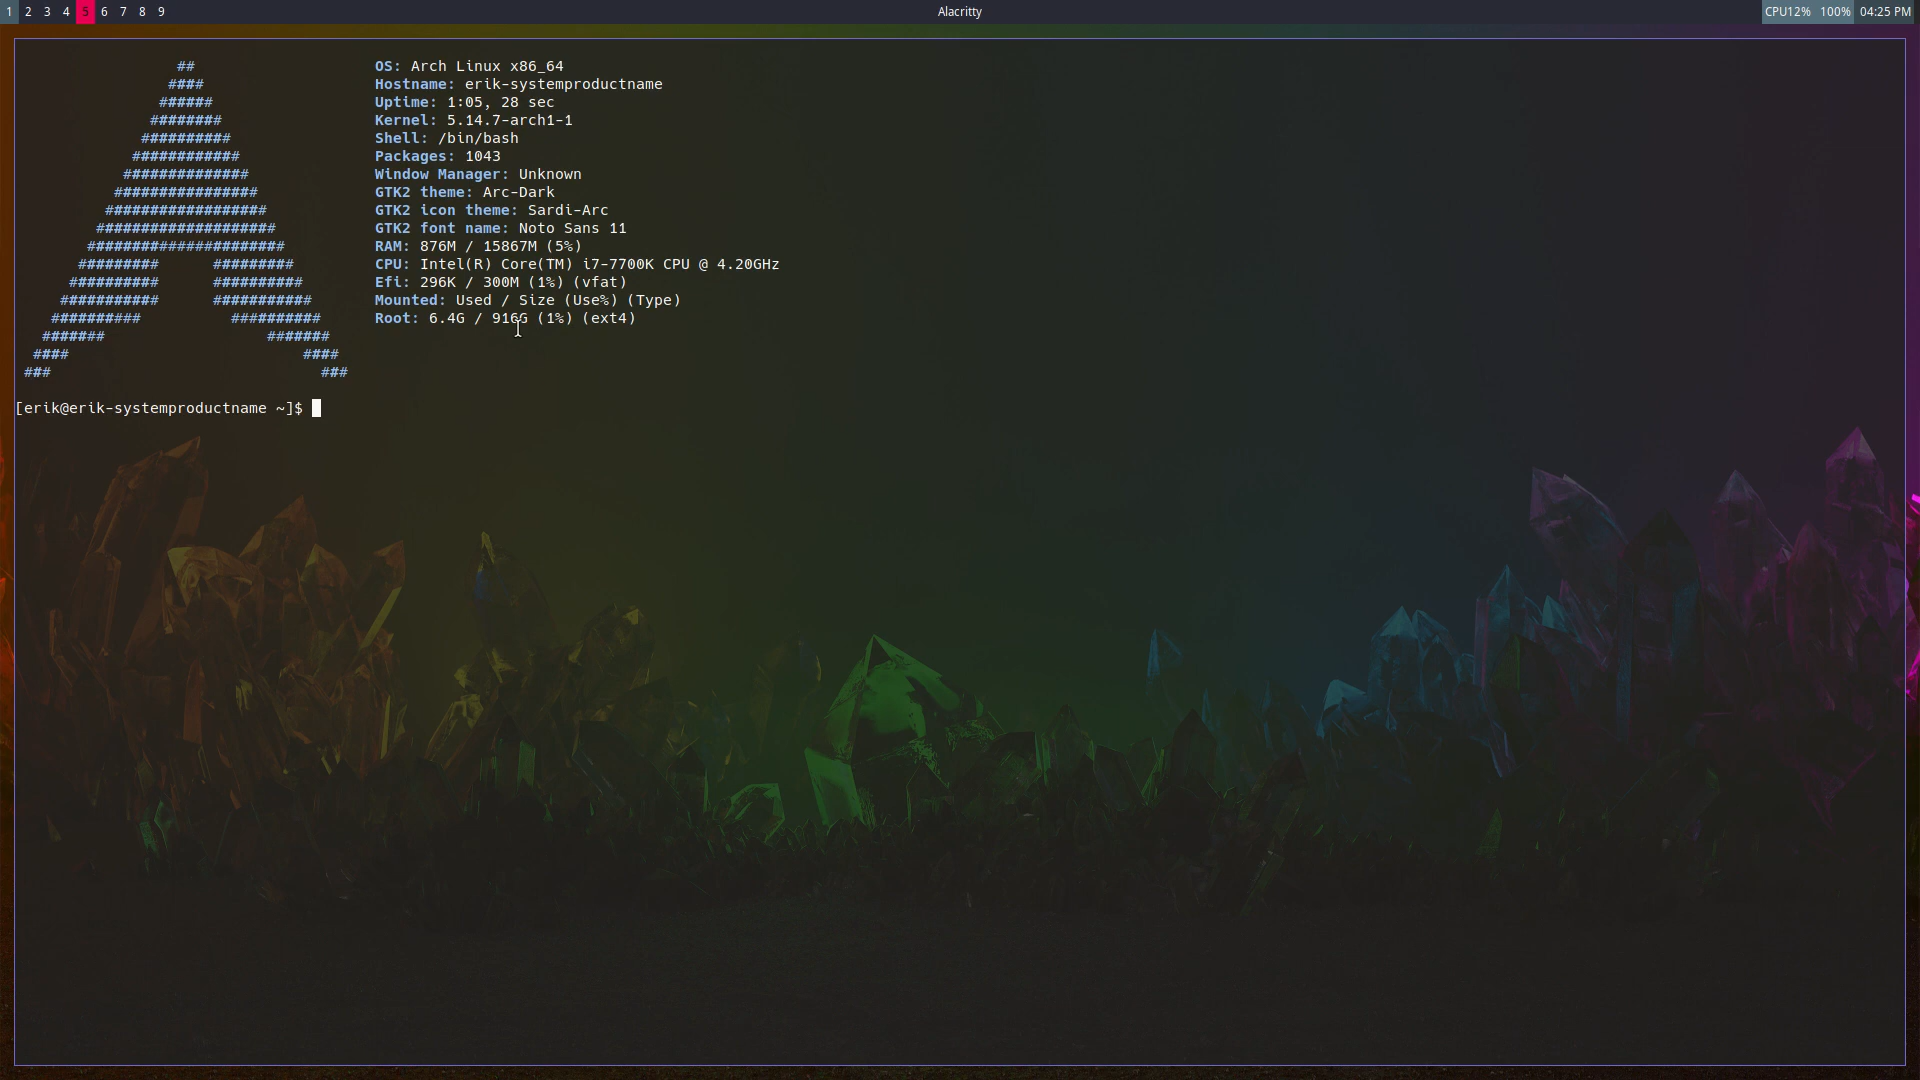 1 2 3 4 5 6 7 8 9 Alacritty CPU12% 100% 04:25 PM
## OS: Arch Linux x86_64
#### Hostname: erik-systemproductname
###### Uptime: 1:05, 28 sec
######## Kernel: 5.14.7-arch1-1
########## Shell: /bin/bash
############ Packages: 1043
############## Window Manager: Unknown
################ GTK2 theme: Arc-Dark
################## GTK2 icon theme: Sardi-Arc
#################### GTK2 font name: Noto Sans 11
###################### RAM: 876M / 15867M (5%)
######### ######### CPU: Intel(R) Core(TM) i7-7700K CPU @ 4.20GHz
########## ########## Efi: 296K / 300M (1%) (vfat)
########### ########### Mounted: Used / Size (Use%) (Type)
########## ########## Root: 6.4G / 916G (1%) (ext4)
####### #######
#### ####
### ###
[erik@erik-systemproductname ~]$